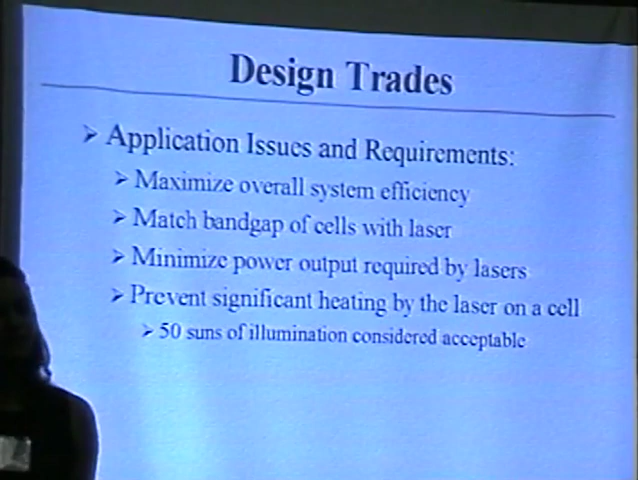 Design Trades
➢ Application Issues and Requirements:
➢ Maximize overall system efficiency
➢ Match bandgap of cells with laser
➢ Minimize power output required by lasers
➢ Prevent significant heating by the laser on a cell
➢ 50 suns of illumination considered acceptable